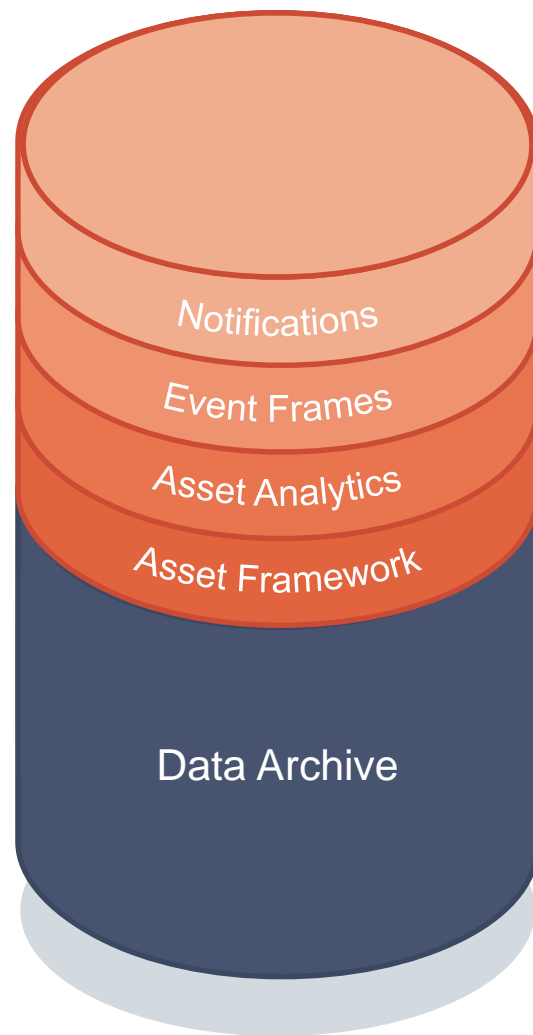 Notifications
Event Frames
Asset Analytics
Asset Framework
Data Archive